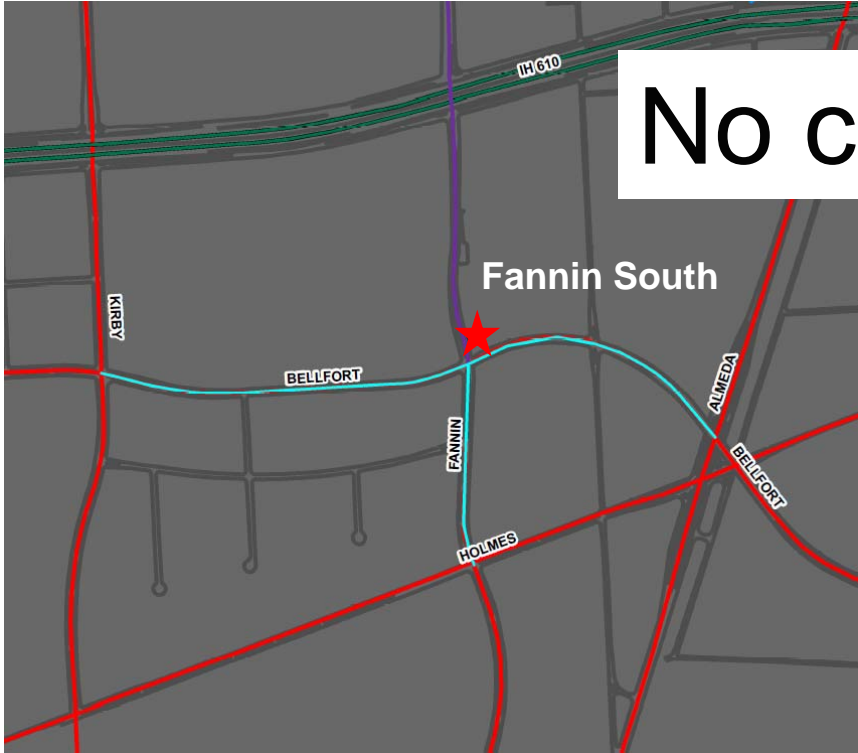 IH 610
No c
Fannin South
KIRBY
BELLFORT
ALMEDA
FANNIN
BELLFORT
HOLMES